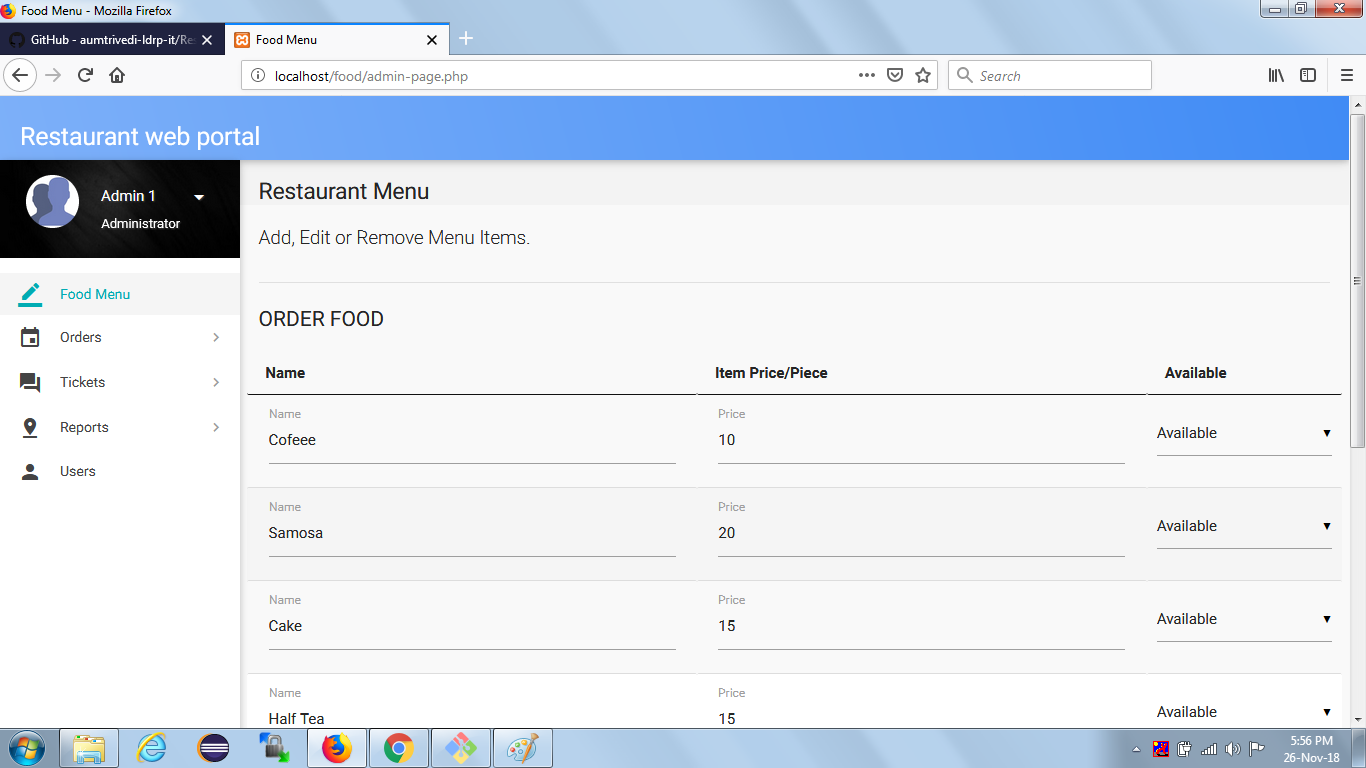 Food Menu - Mozilla Firefox
GitHub - aumtrivedi-ldrp-it/Re
Food Menu
localhost/food/admin-page.php
Search
Restaurant web portal
Admin 1
Administrator
Food Menu
Orders
Tickets
Reports
Users
Restaurant Menu
Add, Edit or Remove Menu Items.
ORDER FOOD
Name Item Price/Piece Available
Name Price
Cofeee 10 Available
Name Price
Samosa 20 Available
Name Price
Cake 15 Available
Name Price
Half Tea 15 Available
5:56 PM
26-Nov-18